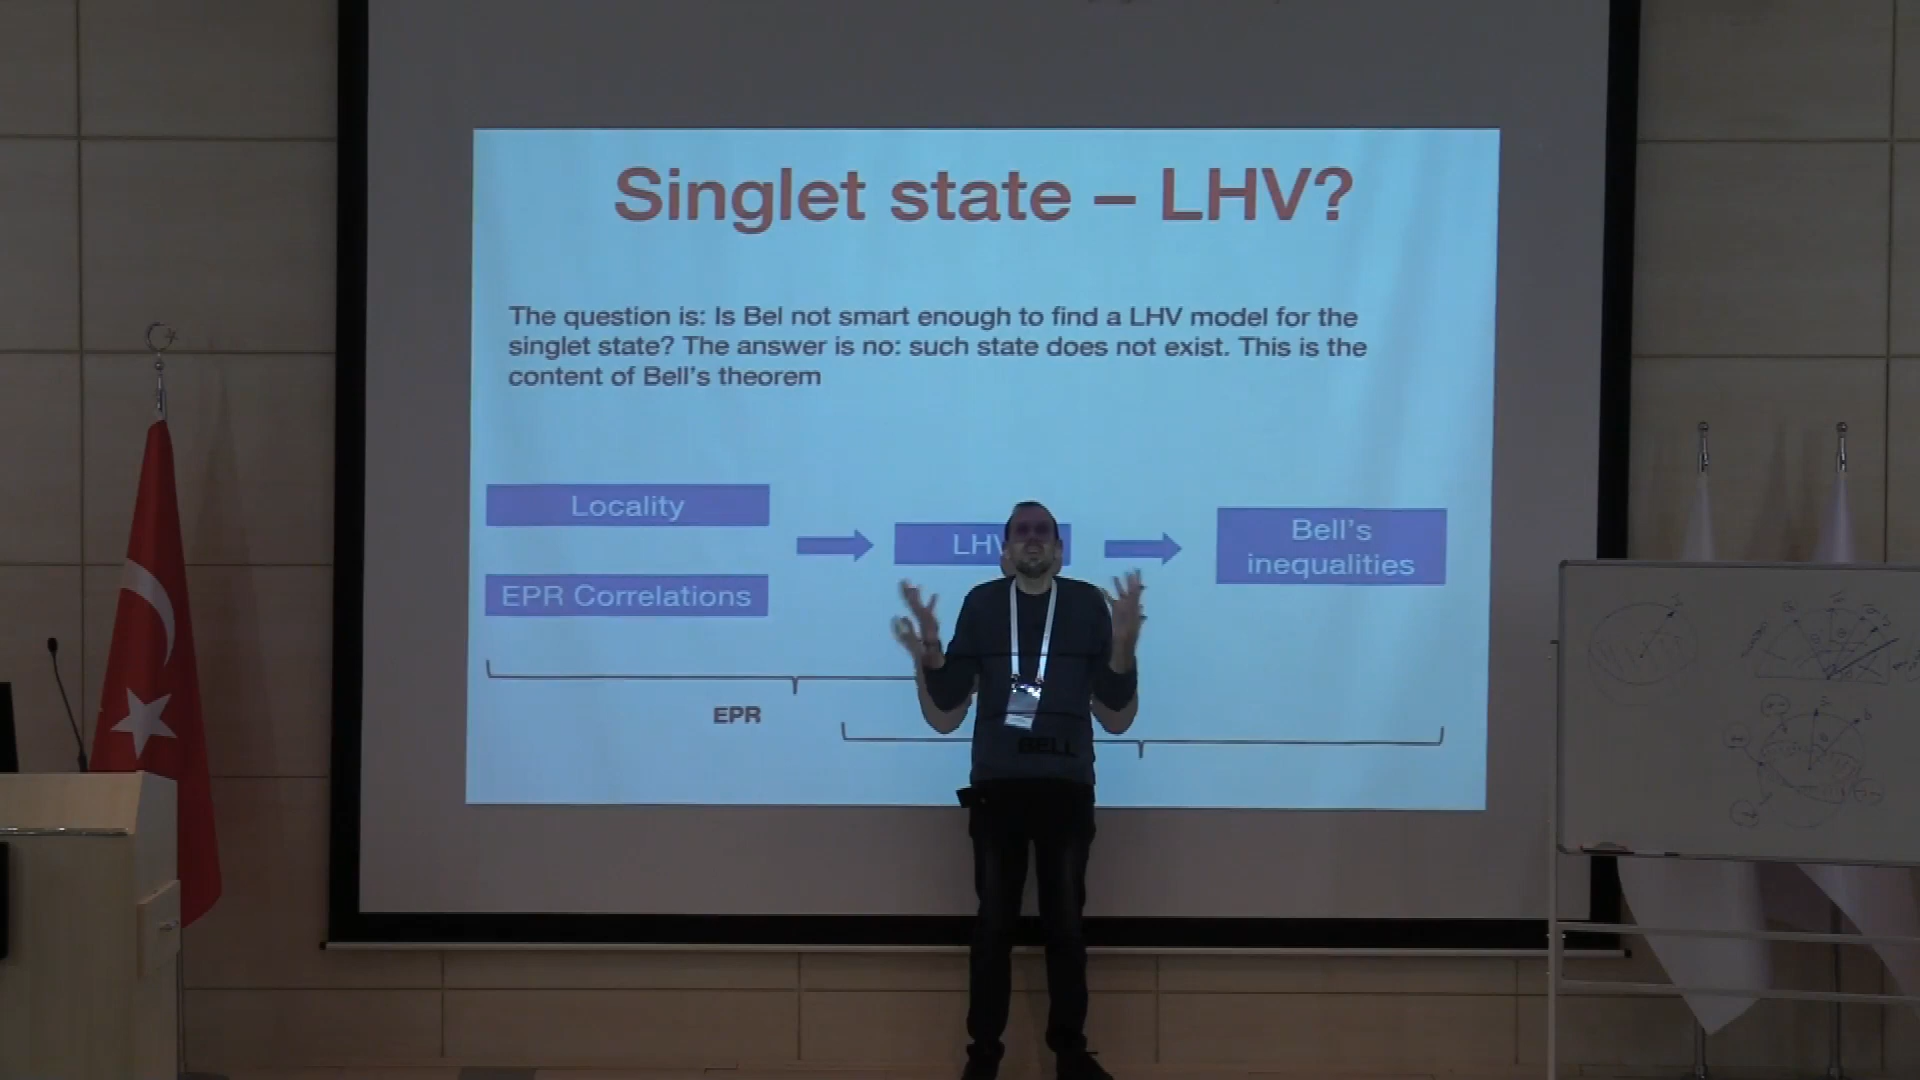 Singlet state – LHV?
The question is: Is Bel not smart enough to find a LHV model for the
singlet state? The answer is no: such state does not exist. This is the
content of Bell's theorem
Locality
EPR Correlations
LHV
Bell's
inequalities
EPR
BELL